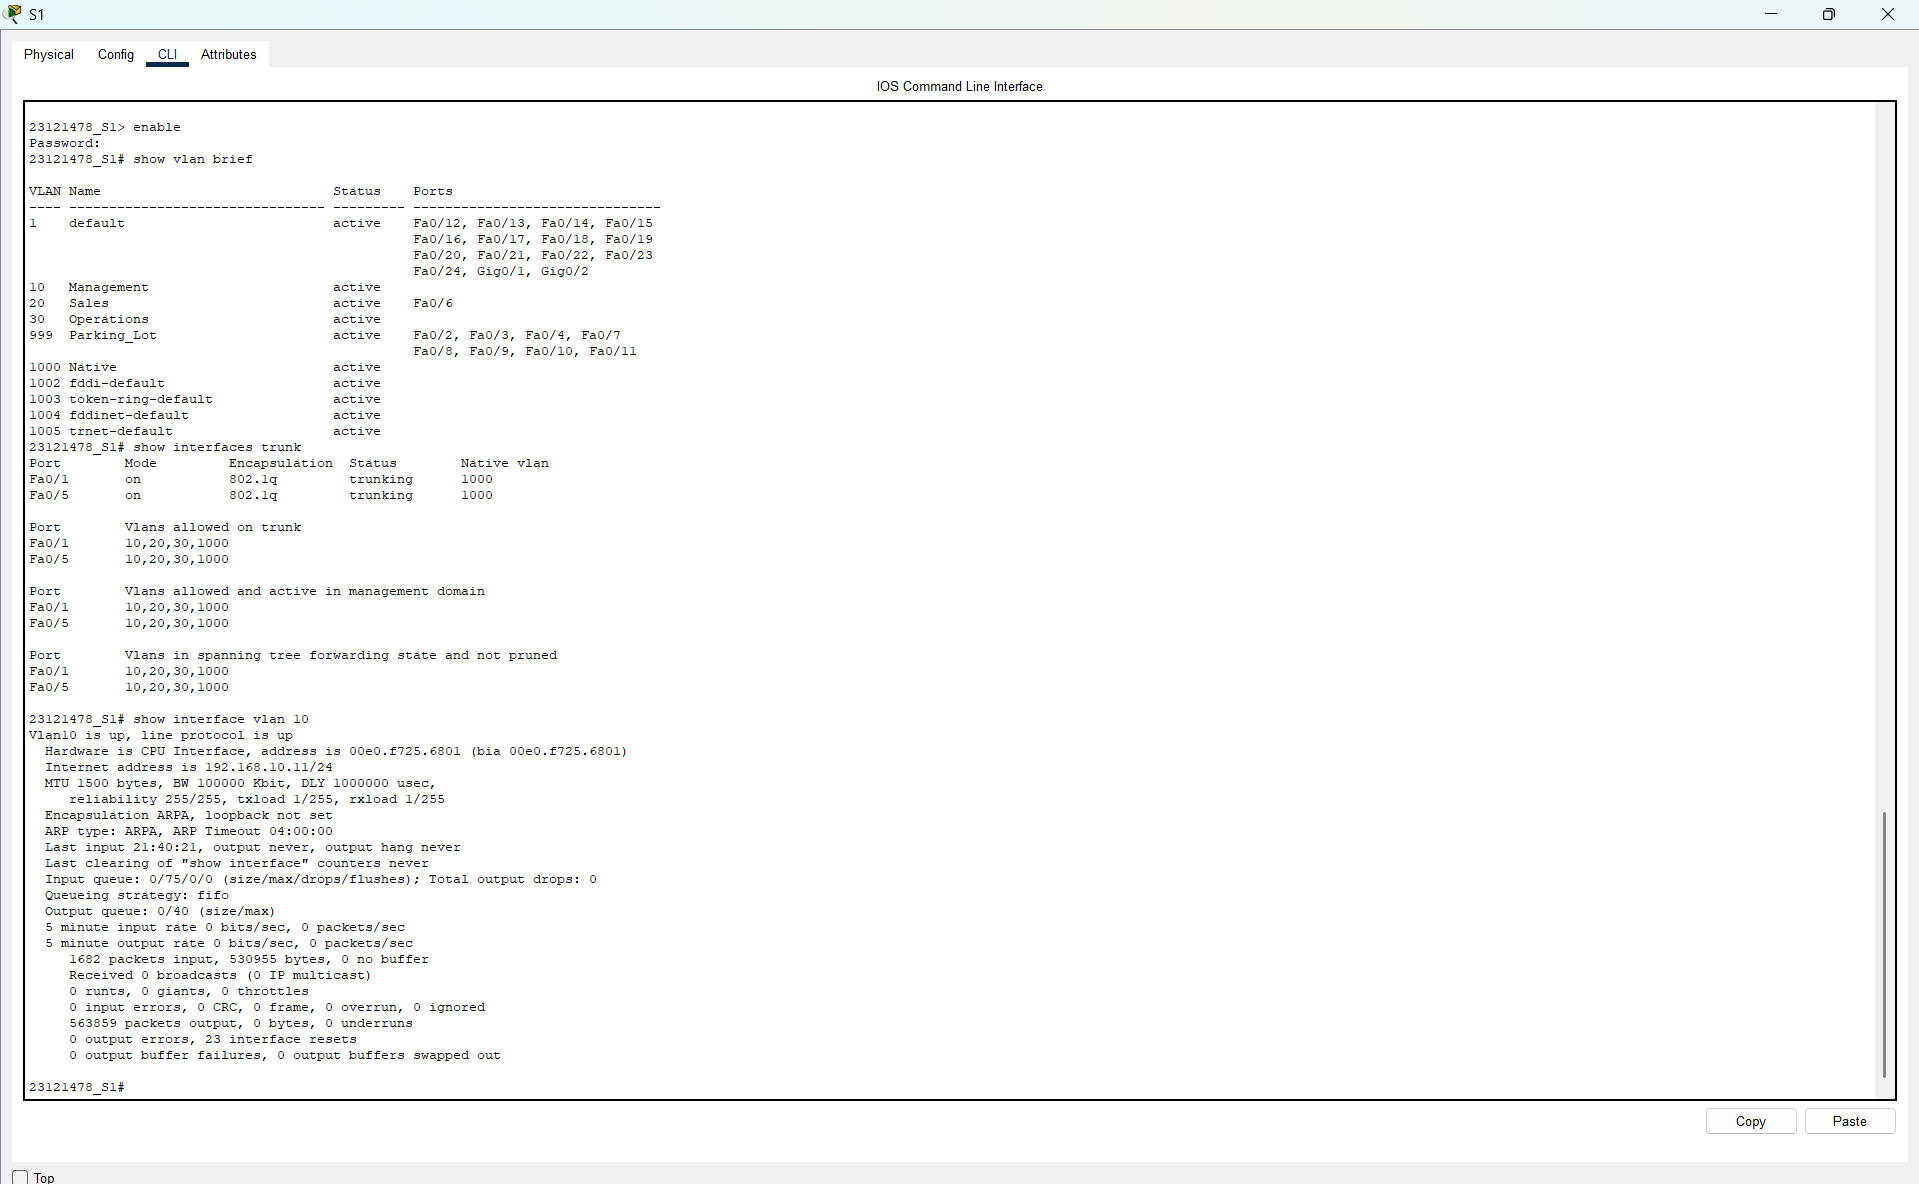 S1
Physical Config CLI Attributes
IOS Command Line Interface
23121478_S1> enable
Password:
23121478_S1# show vlan brief
VLAN Name                             Status    Ports
---- -------------------------------- --------- -------------------------------
1    default                          active    Fa0/12, Fa0/13, Fa0/14, Fa0/15
                                                Fa0/16, Fa0/17, Fa0/18, Fa0/19
                                                Fa0/20, Fa0/21, Fa0/22, Fa0/23
                                                Fa0/24, Gig0/1, Gig0/2
10   Management                       active
20   Sales                            active    Fa0/6
30   Operations                       active
999  Parking_Lot                      active    Fa0/2, Fa0/3, Fa0/4, Fa0/7
                                                Fa0/8, Fa0/9, Fa0/10, Fa0/11
1000 Native                           active
1002 fddi-default                     active
1003 token-ring-default               active
1004 fddinet-default                  active
1005 trnet-default                    active
23121478_S1# show interfaces trunk
Port        Mode         Encapsulation  Status        Native vlan
Fa0/1       on           802.1q         trunking      1000
Fa0/5       on           802.1q         trunking      1000
Port        Vlans allowed on trunk
Fa0/1       10,20,30,1000
Fa0/5       10,20,30,1000
Port        Vlans allowed and active in management domain
Fa0/1       10,20,30,1000
Fa0/5       10,20,30,1000
Port        Vlans in spanning tree forwarding state and not pruned
Fa0/1       10,20,30,1000
Fa0/5       10,20,30,1000
23121478_S1# show interface vlan 10
Vlan10 is up, line protocol is up
  Hardware is CPU Interface, address is 00e0.f725.6801 (bia 00e0.f725.6801)
  Internet address is 192.168.10.11/24
  MTU 1500 bytes, BW 100000 Kbit, DLY 1000000 usec,
     reliability 255/255, txload 1/255, rxload 1/255
  Encapsulation ARPA, loopback not set
  ARP type: ARPA, ARP Timeout 04:00:00
  Last input 21:40:21, output never, output hang never
  Last clearing of "show interface" counters never
  Input queue: 0/75/0/0 (size/max/drops/flushes); Total output drops: 0
  Queueing strategy: fifo
  Output queue: 0/40 (size/max)
  5 minute input rate 0 bits/sec, 0 packets/sec
  5 minute output rate 0 bits/sec, 0 packets/sec
     1682 packets input, 530955 bytes, 0 no buffer
     Received 0 broadcasts (0 IP multicast)
     0 runts, 0 giants, 0 throttles
     0 input errors, 0 CRC, 0 frame, 0 overrun, 0 ignored
     563859 packets output, 0 bytes, 0 underruns
     0 output errors, 23 interface resets
     0 output buffer failures, 0 output buffers swapped out
23121478_S1#
Copy Paste
Top